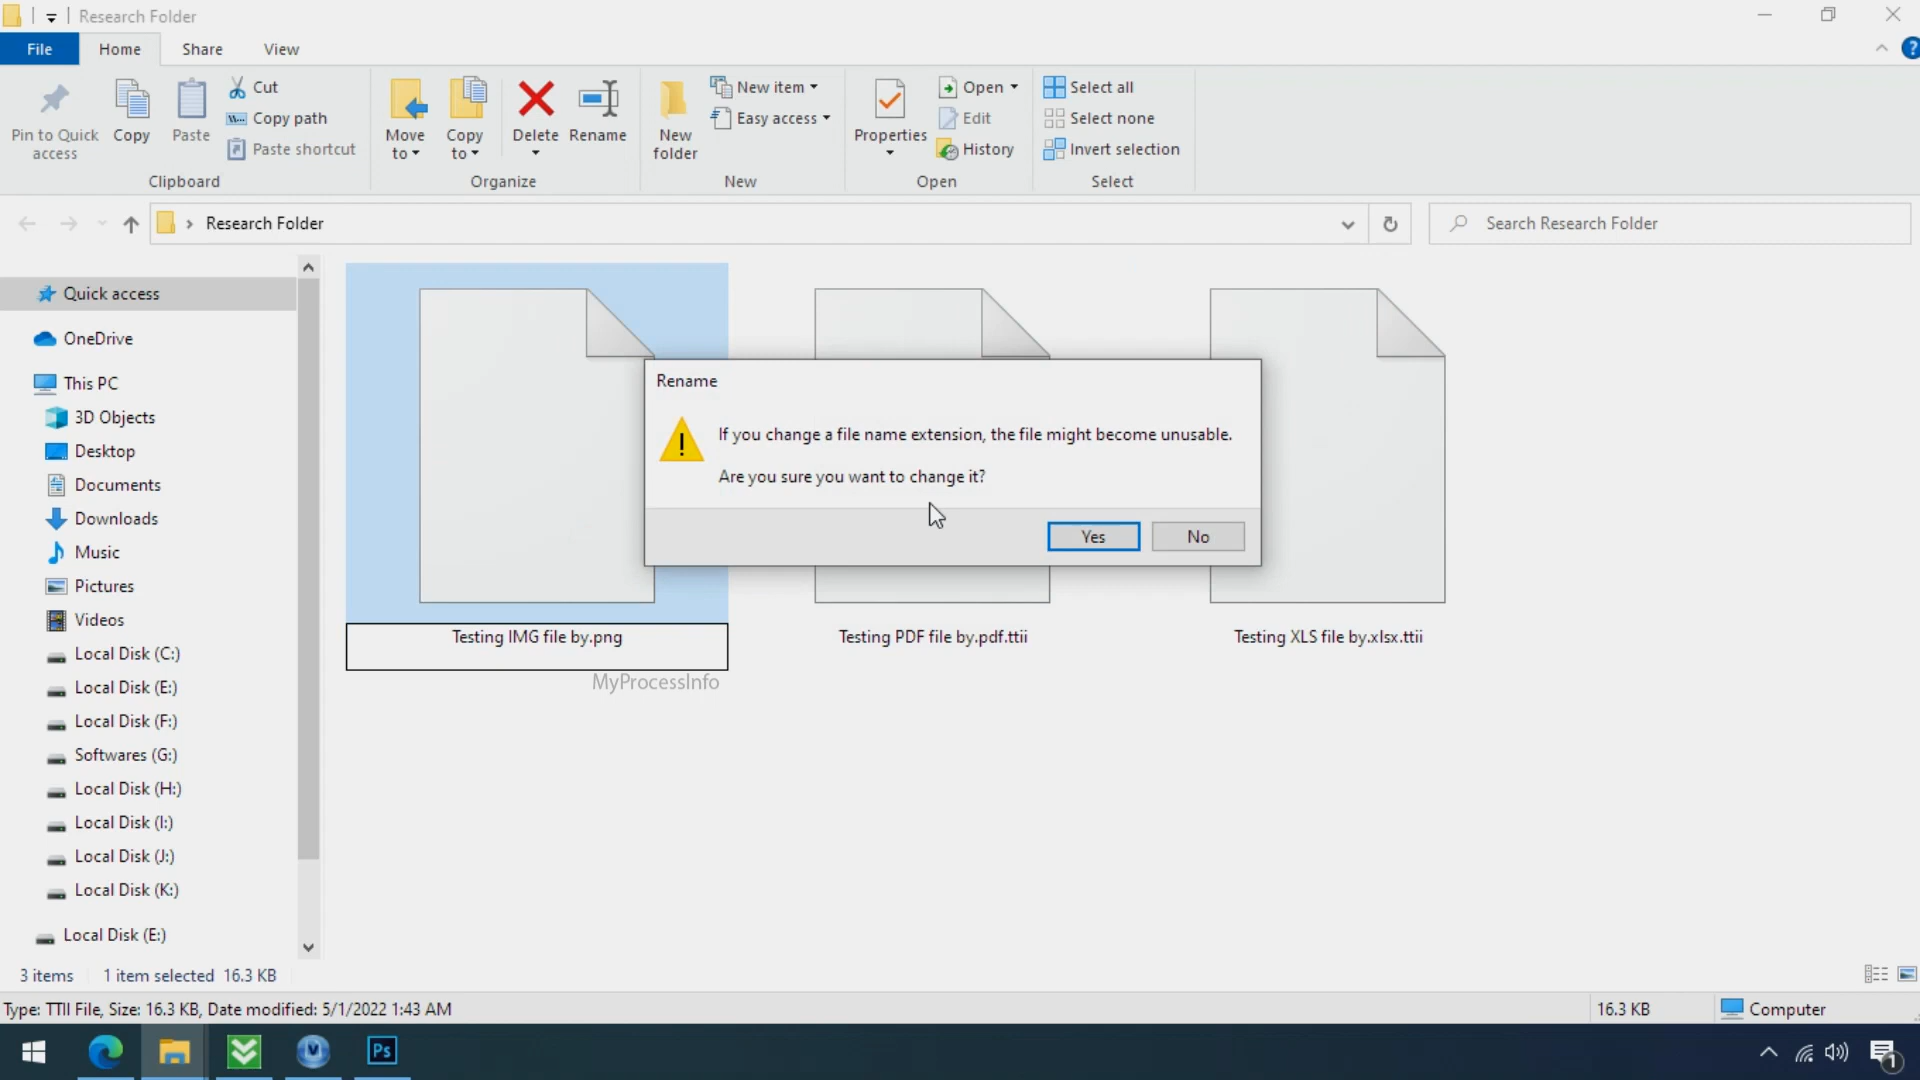 Research Folder
File
Home
Share
View
Pin to Quick access
Copy
Paste
Cut
Copy path
Paste shortcut
Clipboard
Move to
Copy to
Delete
Rename
Organize
New folder
New item
Easy access
New
Properties
Open
Edit
History
Open
Select all
Select none
Invert selection
Select
Research Folder
Search Research Folder
Quick access
OneDrive
This PC
3D Objects
Desktop
Documents
Downloads
Music
Pictures
Videos
Local Disk (C:)
Local Disk (E:)
Local Disk (F:)
Softwares (G:)
Local Disk (H:)
Local Disk (I:)
Local Disk (J:)
Local Disk (K:)
Local Disk (E:)
Rename
If you change a file name extension, the file might become unusable.
Are you sure you want to change it?
Yes
No
Testing IMG file by.png
Testing PDF file by.pdf.ttii
Testing XLS file by.xlsx.ttii
MyProcessInfo
3 items
1 item selected 16.3 KB
Type: TTII File, Size: 16.3 KB, Date modified: 5/1/2022 1:43 AM
16.3 KB
Computer
Ps
1